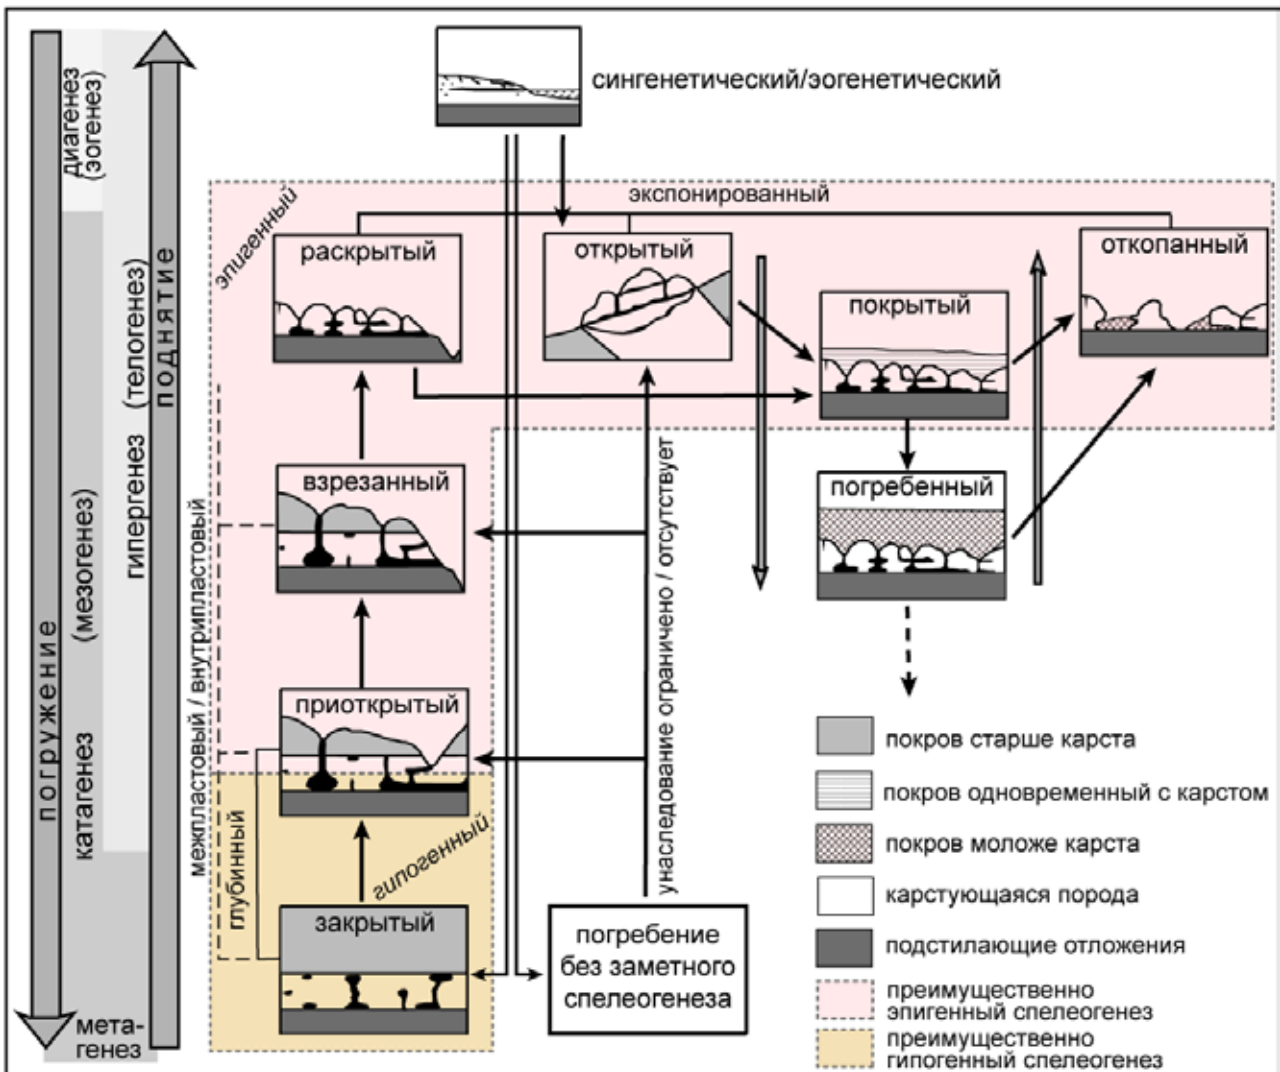 сингенетический/эогенетический
диагенез
(эогенез)
погружение
поднятие
гипергенез (телогенез)
катагенез (мезогенез)
мета-
генез
экспонированный
эпигенный
раскрытый
открытый
откопанный
покрытый
взрезанный
погребенный
межпластовый / внутрипластовый
унаследование ограничено / отсутствует
приоткрытый
глубинный
гипогенный
закрытый
погребение
без заметного
спелеогенеза
покров старше карста
покров одновременный с карстом
покров моложе карста
карстующаяся порода
подстилающие отложения
преимущественно
эпигенный спелеогенез
преимущественно
гипогенный спелеогенез